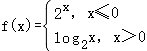 f(x)={2^x, x≤0
log₂x, x>0